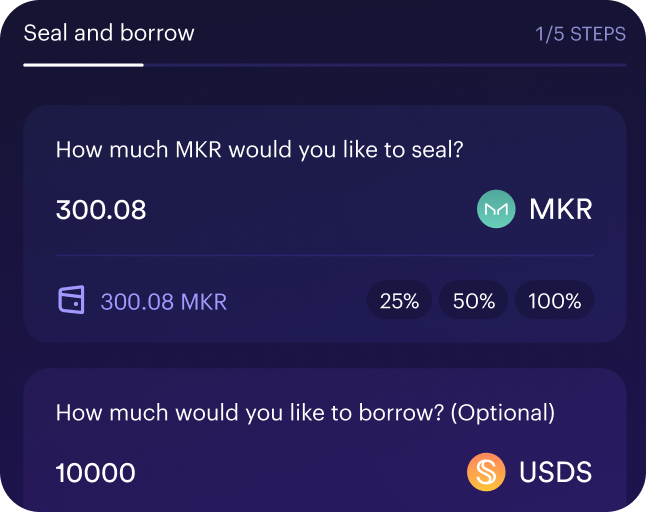 Seal and borrow 1/5 STEPS
How much MKR would you like to seal?
300.08 MKR
300.08 MKR 25% 50% 100%
How much would you like to borrow? (Optional)
10000 USDS